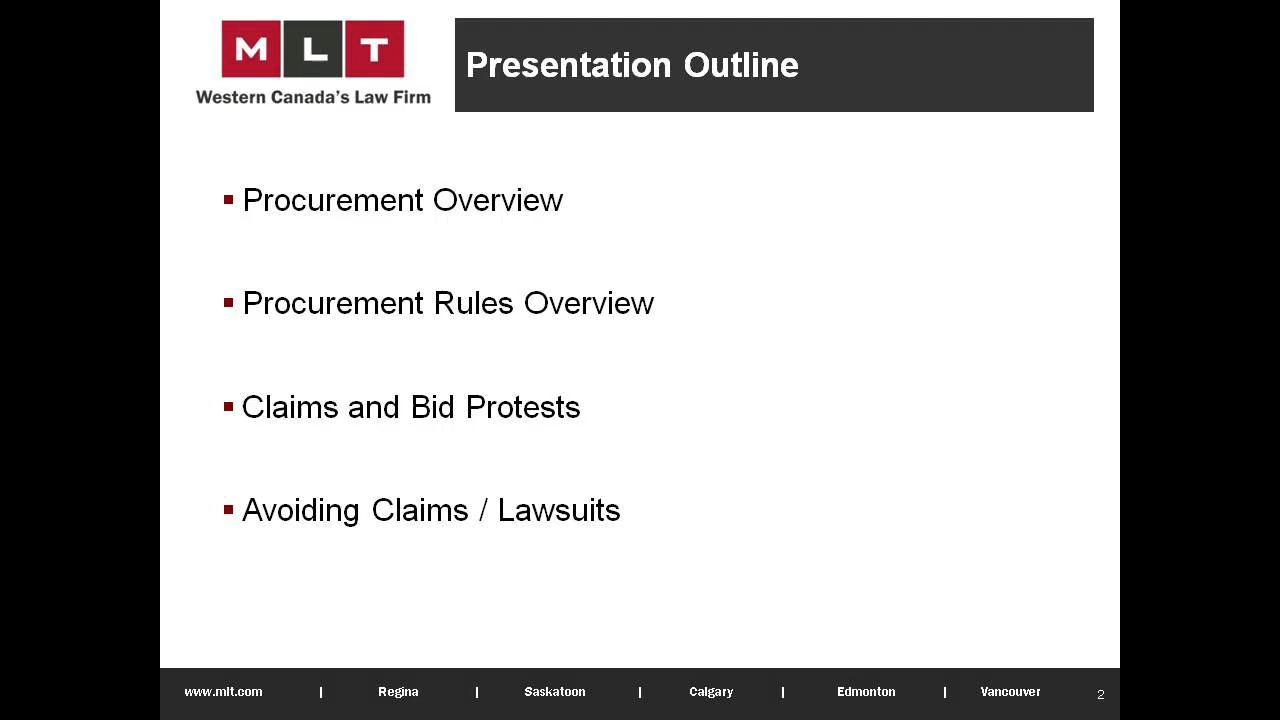 MLT
Western Canada's Law Firm
Presentation Outline
▪ Procurement Overview
▪ Procurement Rules Overview
▪ Claims and Bid Protests
▪ Avoiding Claims / Lawsuits
www.mlt.com | Regina | Saskatoon | Calgary | Edmonton | Vancouver 2